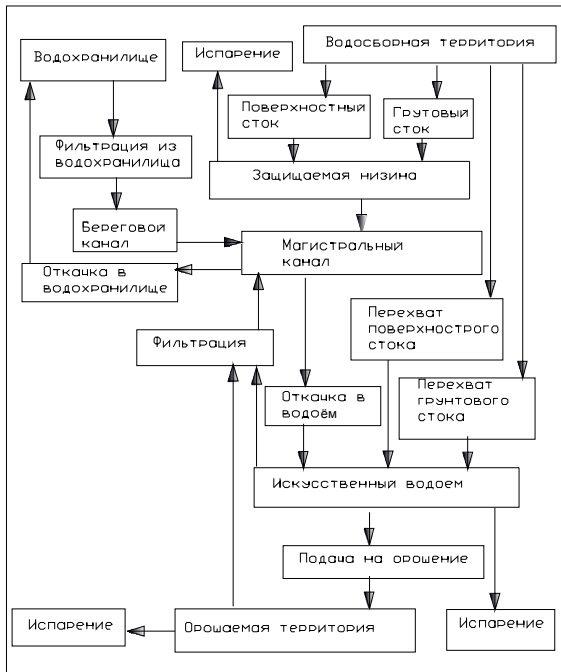 Водохранилище
Испарение
Водосборная территория
Поверхностный
сток
Грутовый
сток
Фильтрация из
водохранилища
Защищаемая низина
Береговой
канал
Магистральный
канал
Откачка в
водохранилище
Перехват
поверхнострого
стока
Фильтрация
Перехват
грунтового
стока
Откачка в
водоём
Искусственный водоем
Подача на орошение
Испарение
Орошаемая территория
Испарение